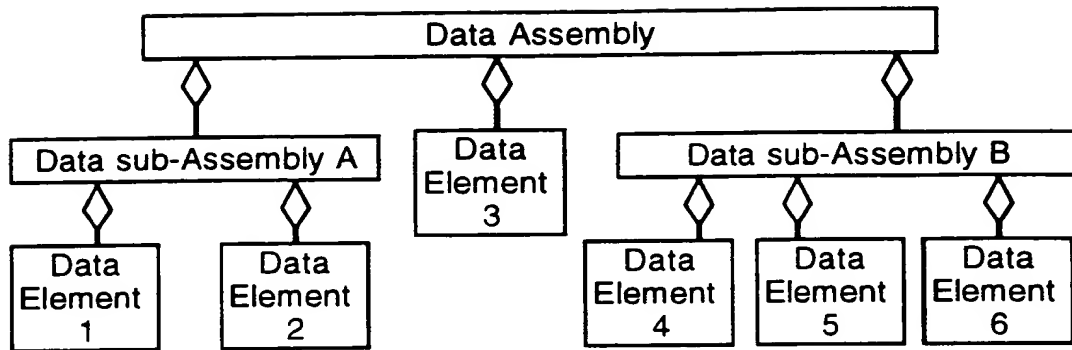 Data Assembly
Data sub-Assembly A
Data
Element
3
Data sub-Assembly B
Data
Element
1
Data
Element
2
Data
Element
4
Data
Element
5
Data
Element
6